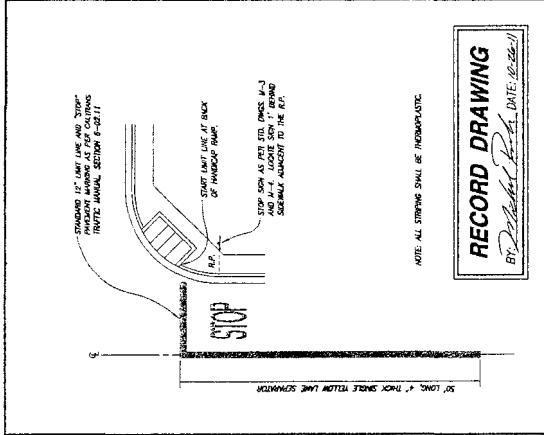 STANDARD 12" LIMIT LINE AND "STOP"
PAVEMENT MARKING AS PER CALTRANS
TRAFFIC MANUAL, SECTION 6-02.11
START LIMIT LINE AT BACK
OF HANDICAP RAMP.
R.P.
STOP SIGN AS PER STD. DWGS. M-3
AND M-4. LOCATE SIGN 1' BEHIND
SIDEWALK ADJACENT TO THE R.P.
STOP
50' LONG, 4" THICK SINGLE YELLOW LANE SEPARATOR
NOTE: ALL STRIPING SHALL BE THERMOPLASTIC.
RECORD DRAWING
BY: DATE: 10-26-11